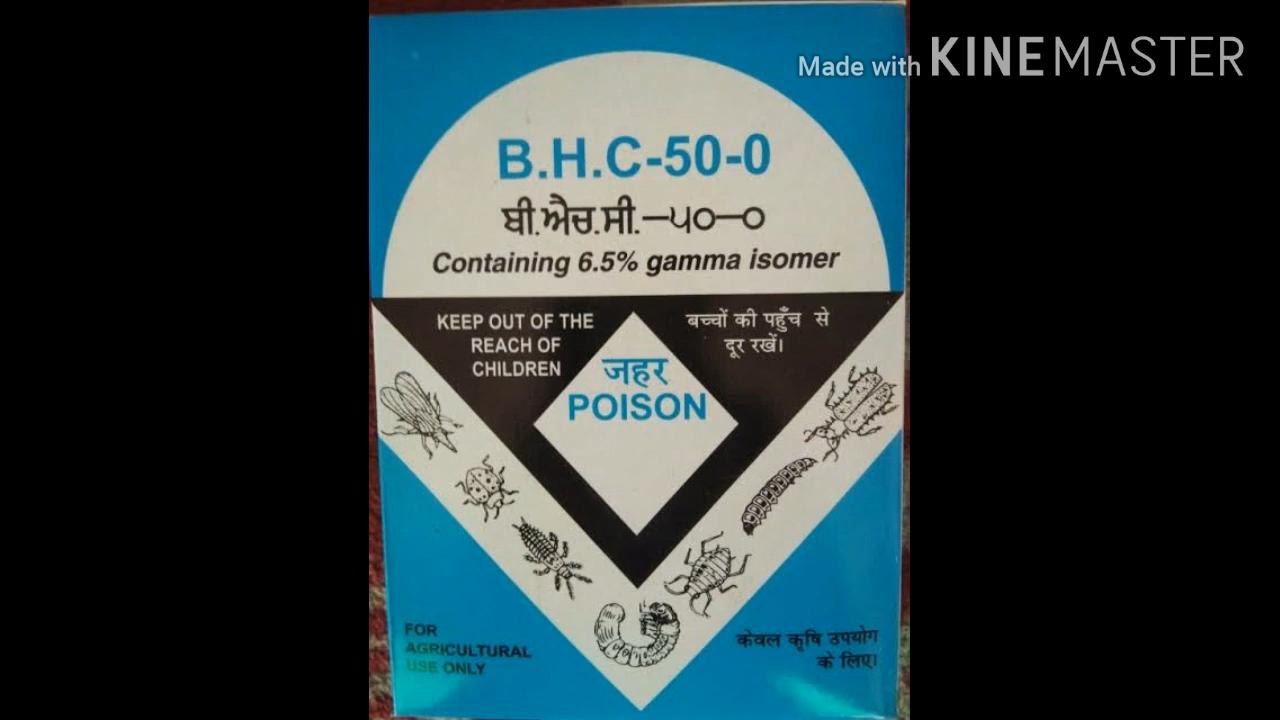 Made with KINEMASTER
B.H.C-50-0
ਬੀ.ਐਚ.ਸੀ.—੫੦—੦
Containing 6.5% gamma isomer
KEEP OUT OF THE
REACH OF
CHILDREN
बच्चों की पहुँच से
दूर रखें।
जहर
POISON
FOR
AGRICULTURAL
USE ONLY
केवल कृषि उपयोग
के लिए।